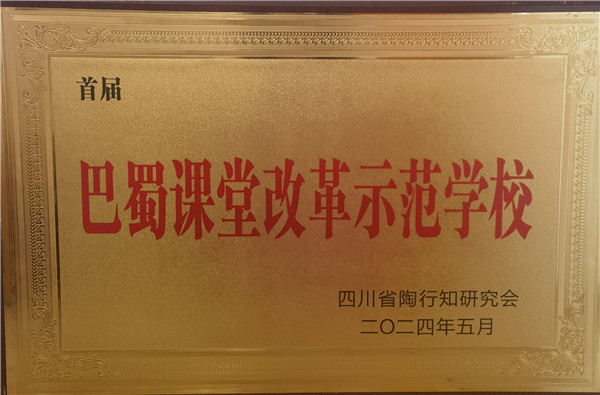 首届
巴蜀课堂改革示范学校
四川省陶行知研究会
二〇二四年五月